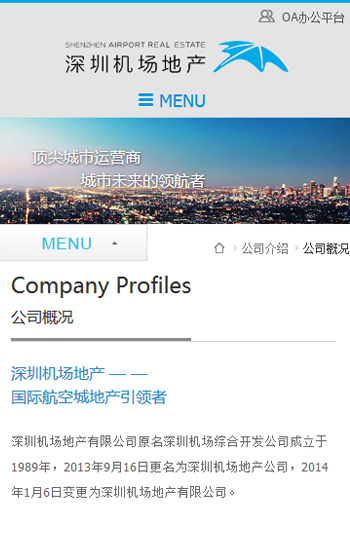 OA办公平台
SHENZHEN AIRPORT REAL ESTATE
深圳机场地产
MENU
顶尖城市运营商
城市未来的领航者
MENU
公司介绍 公司概况
Company Profiles
公司概况
深圳机场地产 — —
国际航空城地产引领者
深圳机场地产有限公司原名深圳机场综合开发公司成立于
1989年，2013年9月16日更名为深圳机场地产公司，2014
年1月6日变更为深圳机场地产有限公司。